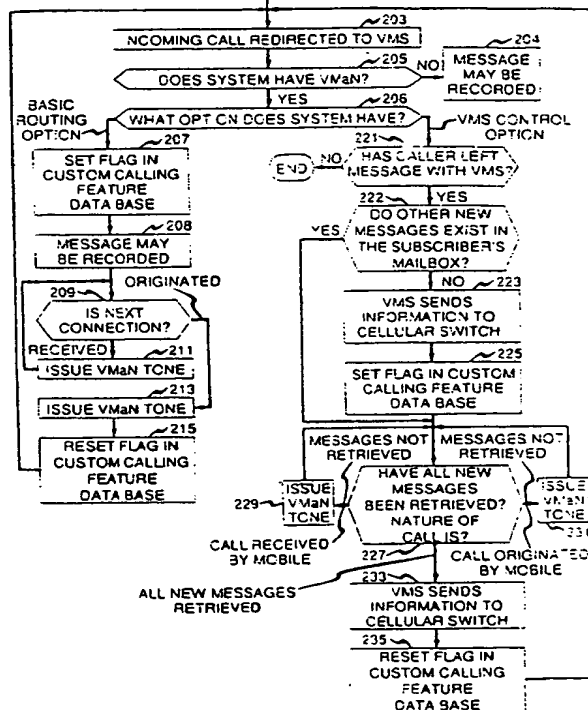 203
NCOMING CALL REDIRECTED TO VMS
204
MESSAGE
MAY BE
RECORDED
205
DOES SYSTEM HAVE VMaN?
NO
YES
206
WHAT OPT CN DOES SYSTEM HAVE?
BASIC
ROUTING
OPTION
207
SET FLAG IN
CUSTOM CALLING
FEATURE
DATA BASE
208
MESSAGE MAY
BE RECORDED
209
ORIGINATED
IS NEXT
CONNECTION?
RECEIVED
211
ISSUE VMaN TONE
213
ISSUE VMaN TONE
215
RESET FLAG IN
CUSTOM CALLING
FEATURE
DATA BASE
VMS CONTROL
OPTION
221
END
NO
HAS CALLER LEFT
MESSAGE WITH VMS?
YES
222
YES
DO OTHER NEW
MESSAGES EXIST IN
THE SUBSCRIBER'S
MAILBOX?
NO
223
VMS SENDS
INFORMATION TO
CELLULAR SWITCH
225
SET FLAG IN CUSTOM
CALLING FEATURE
DATA BASE
MESSAGES NOT
RETRIEVED
MESSAGES NOT
RETRIEVED
229
ISSUE
VMaN
TONE
HAVE ALL NEW
MESSAGES
BEEN RETRIEVED?
NATURE OF
CALL IS?
ISSUE
VMaN
TONE
227
CALL RECEIVED
BY MOBILE
CALL ORIGINATED
BY MOBILE
ALL NEW MESSAGES
RETRIEVED
233
VMS SENDS
INFORMATION TO
CELLULAR SWITCH
235
RESET FLAG IN
CUSTOM CALLING
FEATURE
DATA BASE